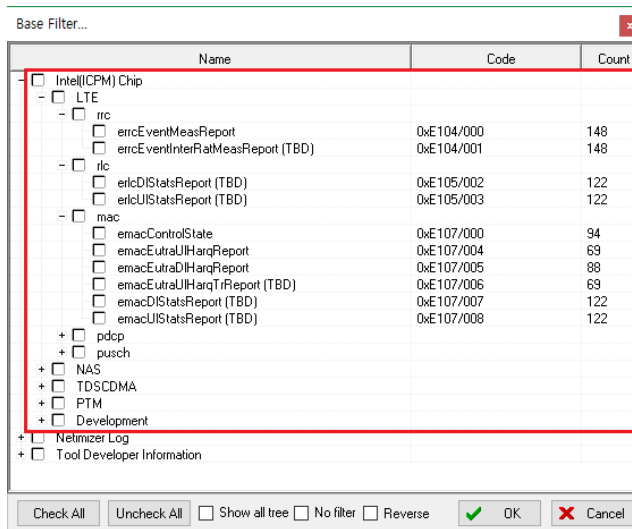 Base Filter...
Name Code Count
Intel(ICPM) Chip
LTE
rrc
errcEventMeasReport 0xE104/000 148
errcEventInterRatMeasReport (TBD) 0xE104/001 148
rlc
erlcDlStatsReport (TBD) 0xE105/002 122
erlcUlStatsReport (TBD) 0xE105/003 122
mac
emacControlState 0xE107/000 94
emacEutraUlHarqReport 0xE107/004 69
emacEutraDlHarqReport 0xE107/005 88
emacEutraUlHarqTrReport (TBD) 0xE107/006 69
emacDlStatsReport (TBD) 0xE107/007 122
emacUlStatsReport (TBD) 0xE107/008 122
pdcp
pusch
NAS
TDSCDMA
PTM
Development
Netimizer Log
Tool Developer Information
Check All Uncheck All Show all tree No filter Reverse OK Cancel